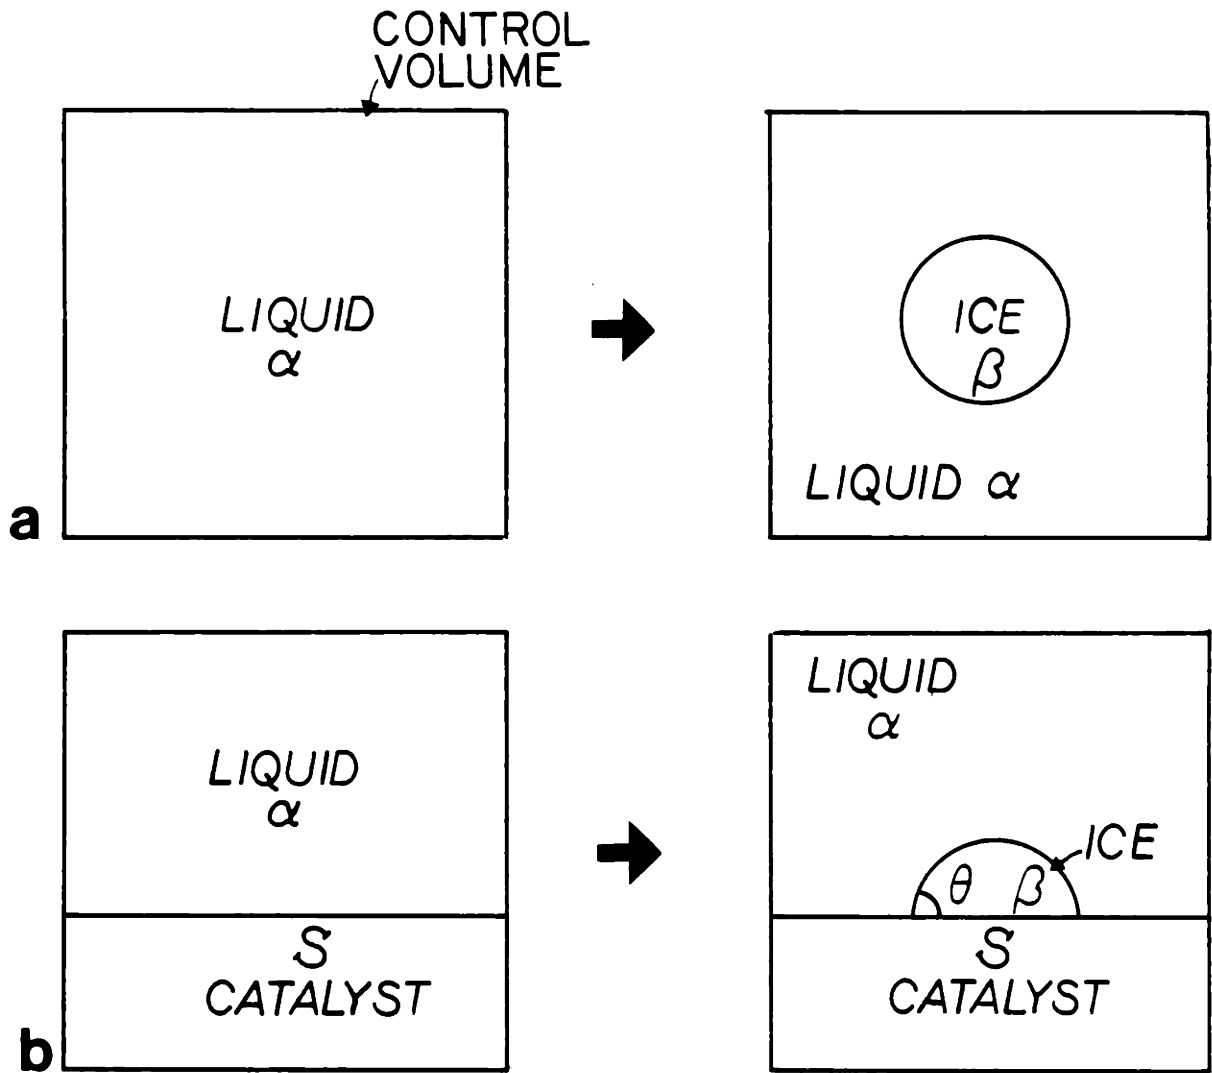 CONTROL
VOLUME
LIQUID
α
ICE
β
LIQUID α
a
LIQUID
α
S
CATALYST
LIQUID
α
ICE
θ β
S
CATALYST
b